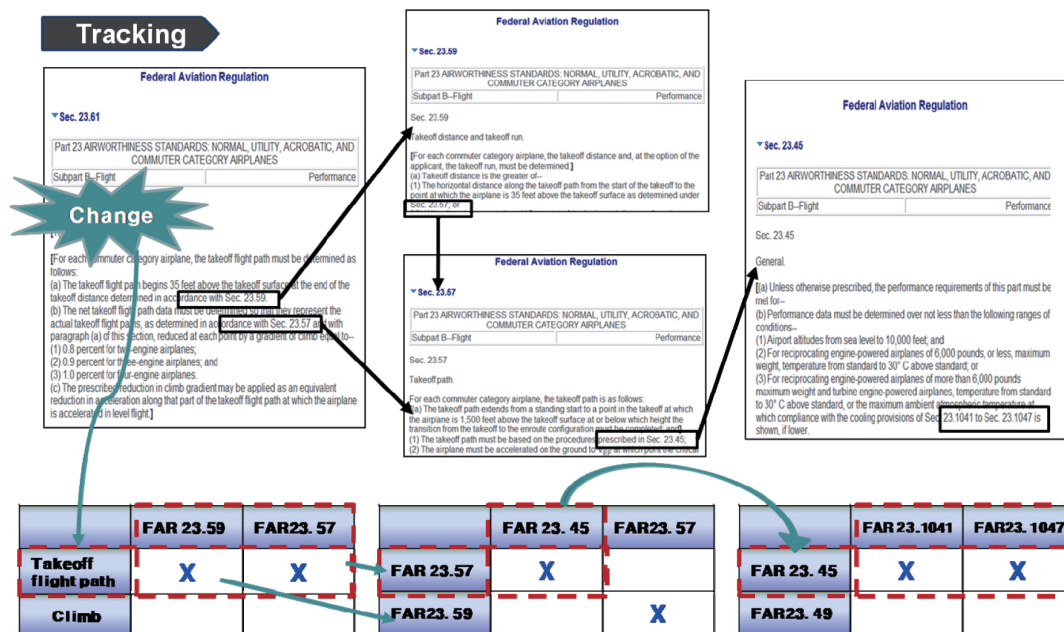 Tracking
Federal Aviation Regulation
Sec. 23.61
Part 23 AIRWORTHINESS STANDARDS: NORMAL, UTILITY, ACROBATIC, AND
COMMUTER CATEGORY AIRPLANES
Subpart B--Flight Performance
Change
[For each commuter category airplane, the takeoff flight path must be determined as
follows:
(a) The takeoff flight path begins 35 feet above the takeoff surface at the end of the
takeoff distance determined in accordance with Sec. 23.59.
(b) The net takeoff flight path data must be determined so that they represent the
actual takeoff flight paths, as determined in accordance with Sec. 23.57 and with
paragraph (a) of this section, reduced at each point by a gradient of climb equal to--
(1) 0.8 percent for two-engine airplanes;
(2) 0.9 percent for three-engine airplanes; and
(3) 1.0 percent for four-engine airplanes.
(c) The prescribed reduction in climb gradient may be applied as an equivalent
reduction in acceleration along that part of the takeoff flight path at which the airplane
is accelerated in level flight.]
Federal Aviation Regulation
Sec. 23.59
Part 23 AIRWORTHINESS STANDARDS: NORMAL, UTILITY, ACROBATIC, AND
COMMUTER CATEGORY AIRPLANES
Subpart B--Flight Performance
Sec. 23.59
Takeoff distance and takeoff run.
[For each commuter category airplane, the takeoff distance and, at the option of the
applicant, the takeoff run, must be determined.]
(a) Takeoff distance is the greater of--
(1) The horizontal distance along the takeoff path from the start of the takeoff to the
point at which the airplane is 35 feet above the takeoff surface as determined under
Sec. 23.57; or
Federal Aviation Regulation
Sec. 23.57
Part 23 AIRWORTHINESS STANDARDS: NORMAL, UTILITY, ACROBATIC, AND
COMMUTER CATEGORY AIRPLANES
Subpart B--Flight Performance
Sec. 23.57
Takeoff path.
For each commuter category airplane, the takeoff path is as follows:
(a) The takeoff path extends from a standing start to a point in the takeoff at which
the airplane is 1,500 feet above the takeoff surface at or below which height the
transition from the takeoff to the enroute configuration must be completed; and]
(1) The takeoff path must be based on the procedures prescribed in Sec. 23.45;
(2) The airplane must be accelerated on the ground to VEF at which point the critical
Federal Aviation Regulation
Sec. 23.45
Part 23 AIRWORTHINESS STANDARDS: NORMAL, UTILITY, ACROBATIC, AND
COMMUTER CATEGORY AIRPLANES
Subpart B--Flight Performance
Sec. 23.45
General.
[(a) Unless otherwise prescribed, the performance requirements of this part must be
met for--
(b) Performance data must be determined over not less than the following ranges of
conditions--
(1) Airport altitudes from sea level to 10,000 feet; and
(2) For reciprocating engine-powered airplanes of 6,000 pounds, or less, maximum
weight, temperature from standard to 30° C above standard; or
(3) For reciprocating engine-powered airplanes of more than 6,000 pounds
maximum weight and turbine engine-powered airplanes, temperature from standard
to 30° C above standard, or the maximum ambient atmospheric temperature at
which compliance with the cooling provisions of Sec. 23.1041 to Sec. 23.1047 is
shown, if lower.
FAR 23.59 FAR23. 57
Takeoff
flight path X X
Climb
FAR 23. 45 FAR23. 57
FAR 23.57 X
FAR23. 59 X
FAR 23.1041 FAR23. 1047
FAR 23. 45 X X
FAR23. 49